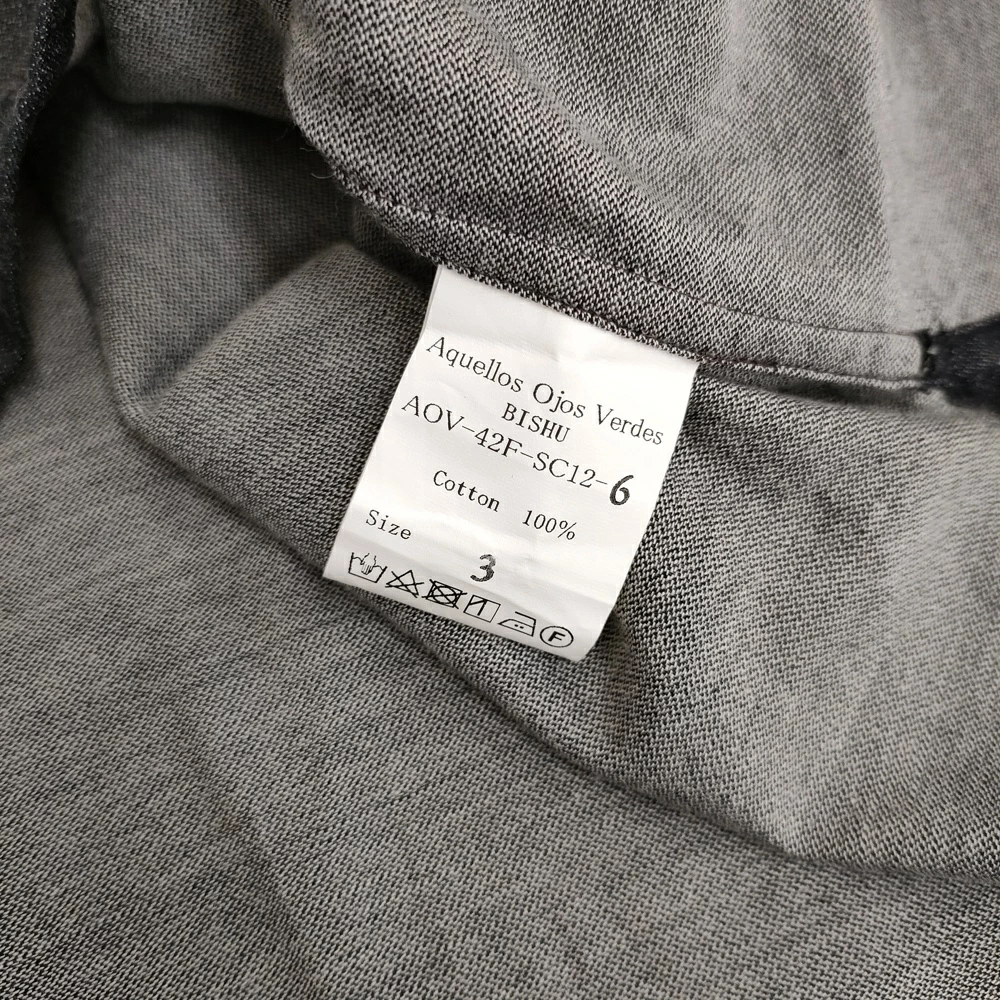 Aquellos Ojos Verdes
BISHU
AOV-42F-SC12-6
Cotton 100%
Size 3
F